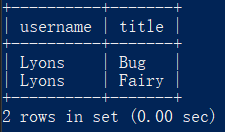 +----------+-------+
| username | title |
+----------+-------+
| Lyons    | Bug   |
| Lyons    | Fairy |
+----------+-------+
2 rows in set (0.00 sec)